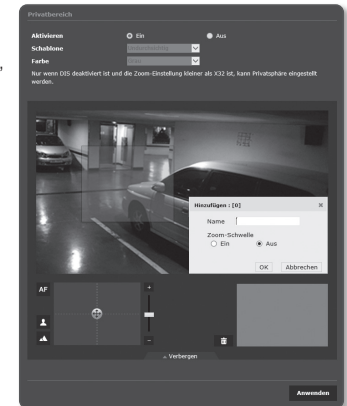 Privatbereich
Aktivieren Ein Aus
Schablone
Farbe
Nur wenn DIS deaktiviert ist und die Zoom-Einstellung kleiner als X32 ist, kann Privatsphäre eingestellt
werden.
Hinzufügen : [0]
Name
Zoom-Schwelle
Ein Aus
OK Abbrechen
AF
Verbergen
Anwenden